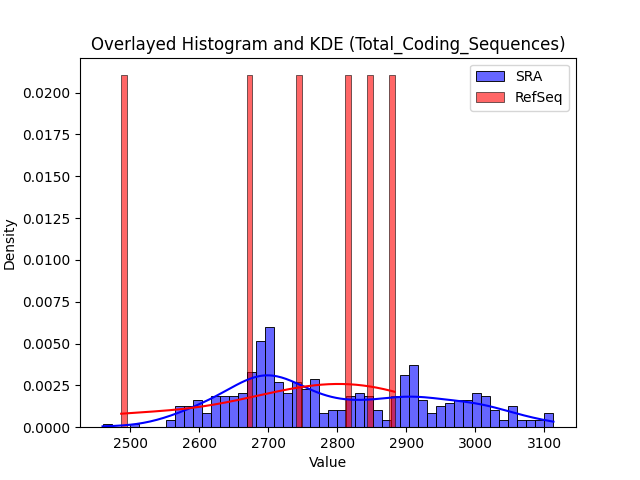 Overlayed Histogram and KDE (Total_Coding_Sequences)
SRA
RefSeq
0.0200
0.0175
0.0150
0.0125
0.0100
0.0075
0.0050
0.0025
0.0000
Density
2500 2600 2700 2800 2900 3000 3100
Value